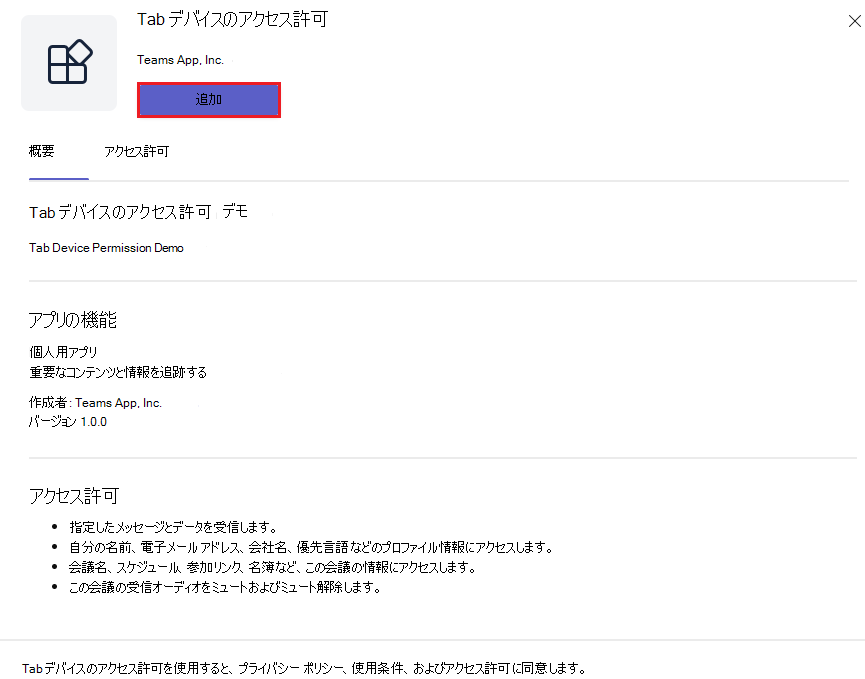 Tab デバイスのアクセス許可
Teams App, Inc.
追加
概要
アクセス許可
Tab デバイスのアクセス許可 デモ
Tab Device Permission Demo
アプリの機能
個人用アプリ
重要なコンテンツと情報を追跡する
作成者: Teams App, Inc.
バージョン 1.0.0
アクセス許可
• 指定したメッセージとデータを受信します。
• 自分の名前、電子メール アドレス、会社名、優先言語などのプロファイル情報にアクセスします。
• 会議名、スケジュール、参加リンク、名簿など、この会議の情報にアクセスします。
• この会議の受信オーディオをミュートおよびミュート解除します。
Tab デバイスのアクセス許可を使用すると、プライバシー ポリシー、使用条件、およびアクセス許可に同意します。